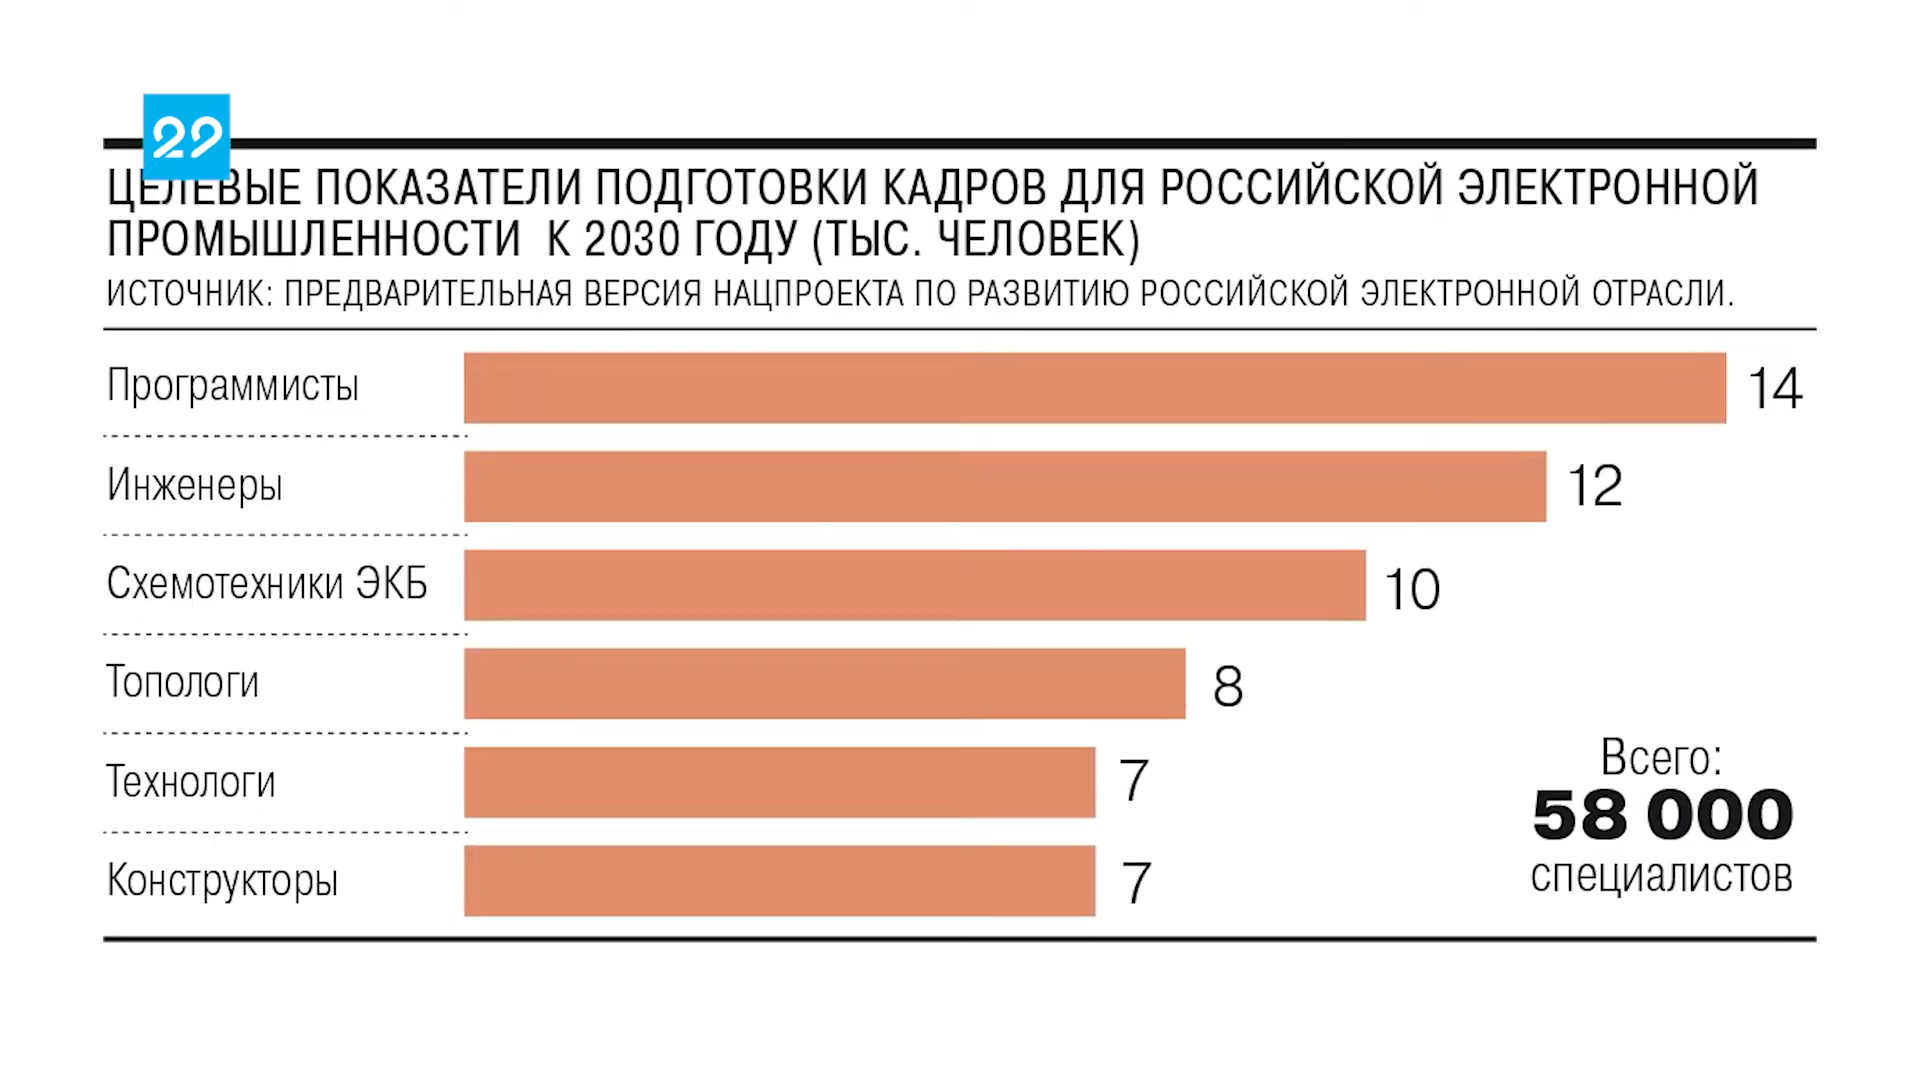 29
ЦЕЛЕВЫЕ ПОКАЗАТЕЛИ ПОДГОТОВКИ КАДРОВ ДЛЯ РОССИЙСКОЙ ЭЛЕКТРОННОЙ
ПРОМЫШЛЕННОСТИ К 2030 ГОДУ (ТЫС. ЧЕЛОВЕК)
ИСТОЧНИК: ПРЕДВАРИТЕЛЬНАЯ ВЕРСИЯ НАЦПРОЕКТА ПО РАЗВИТИЮ РОССИЙСКОЙ ЭЛЕКТРОННОЙ ОТРАСЛИ.
Программисты 14
Инженеры 12
Схемотехники ЭКБ 10
Топологи 8
Технологи 7
Конструкторы 7
Всего:
58 000
специалистов